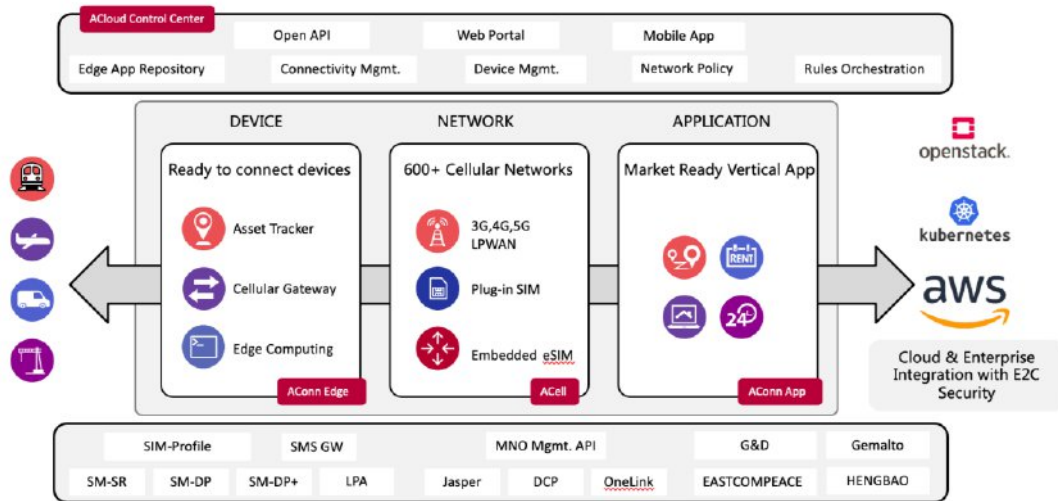 ACloud Control Center
Open API
Web Portal
Mobile App
Edge App Repository
Connectivity Mgmt.
Device Mgmt.
Network Policy
Rules Orchestration
DEVICE
NETWORK
APPLICATION
Ready to connect devices
Asset Tracker
Cellular Gateway
Edge Computing
AConn Edge
600+ Cellular Networks
3G,4G,5G
LPWAN
Plug-in SIM
Embedded eSIM
ACell
Market Ready Vertical App
RENT
24
AConn App
openstack.
kubernetes
aws
Cloud & Enterprise
Integration with E2C
Security
SIM-Profile
SMS GW
MNO Mgmt. API
G&D
Gemalto
SM-SR
SM-DP
SM-DP+
LPA
Jasper
DCP
OneLink
EASTCOMPEACE
HENGBAO